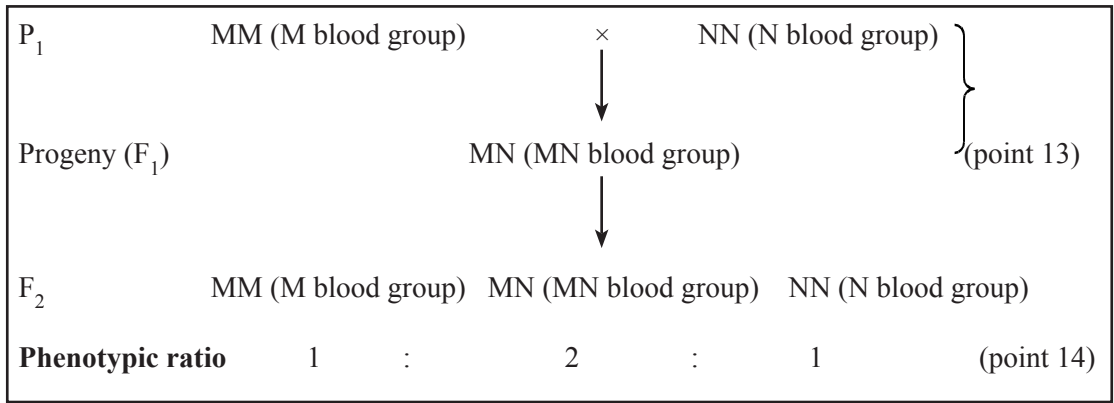 P₁ MM (M blood group) × NN (N blood group)
Progeny (F₁) MN (MN blood group) (point 13)
F₂ MM (M blood group) MN (MN blood group) NN (N blood group)
Phenotypic ratio 1 : 2 : 1 (point 14)